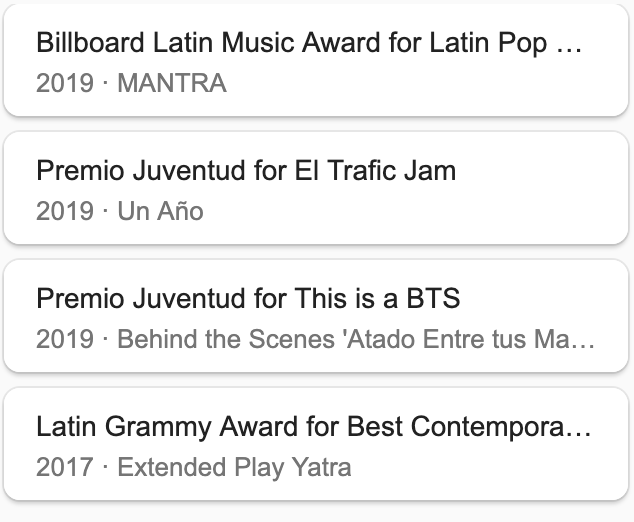 Billboard Latin Music Award for Latin Pop ...
2019 · MANTRA
Premio Juventud for El Trafic Jam
2019 · Un Año
Premio Juventud for This is a BTS
2019 · Behind the Scenes 'Atado Entre tus Ma...
Latin Grammy Award for Best Contempora...
2017 · Extended Play Yatra